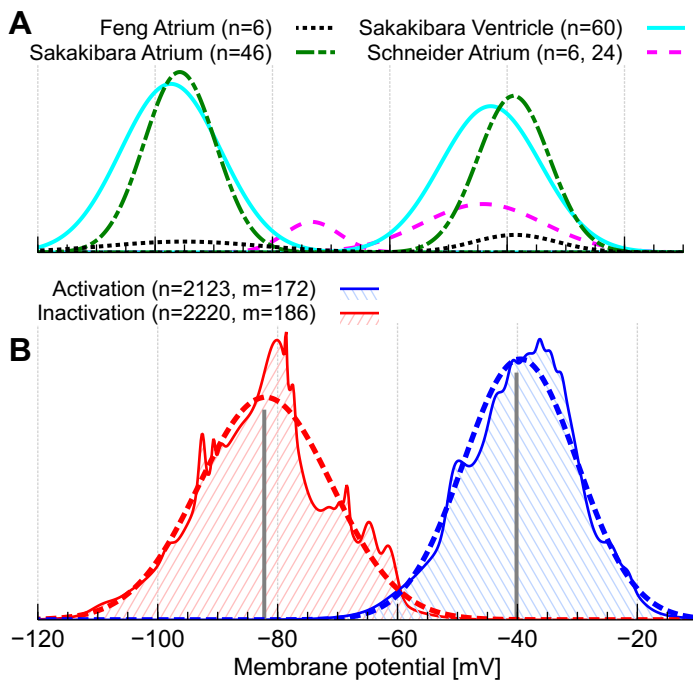 A
Feng Atrium (n=6)
Sakakibara Ventricle (n=60)
Sakakibara Atrium (n=46)
Schneider Atrium (n=6, 24)
Activation (n=2123, m=172)
Inactivation (n=2220, m=186)
B
−120 −100 −80 −60 −40 −20
Membrane potential [mV]